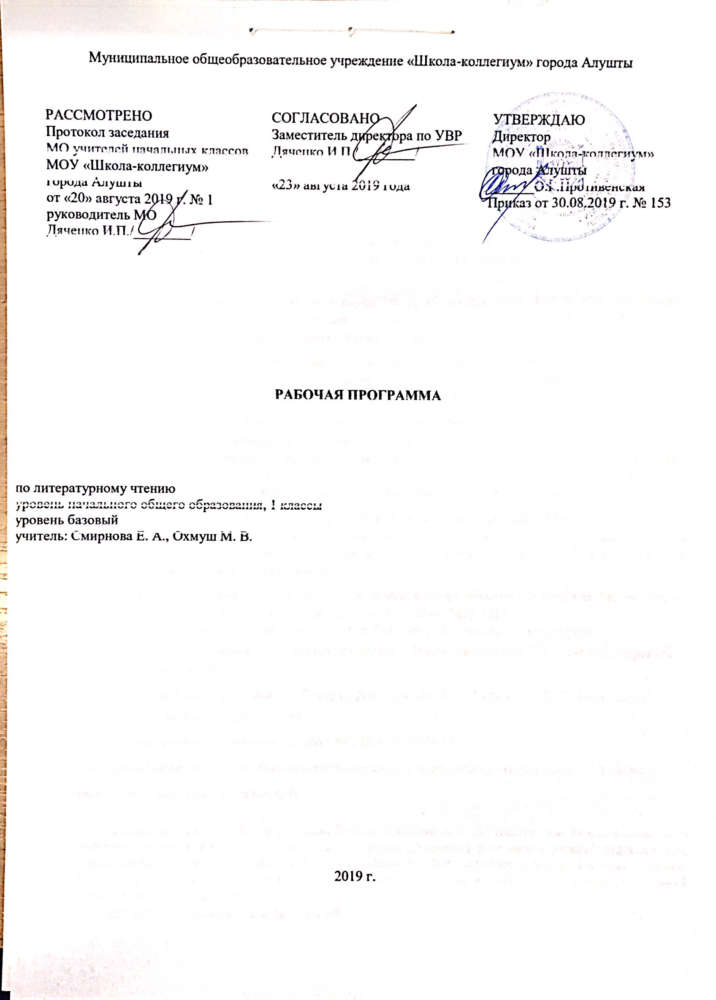 Муниципальное общеобразовательное учреждение «Школа-коллегиум» города Алушты
РАССМОТРЕНО
Протокол заседания
МО учителей начальных классов
МОУ «Школа-коллегиум»
города Алушты
от «20» августа 2019 г. № 1
руководитель МО
Дяченко И.П./________/
СОГЛАСОВАНО
Заместитель директора по УВР
Дяченко И.П./________/
«23» августа 2019 года
УТВЕРЖДАЮ
Директор
МОУ «Школа-коллегиум»
города Алушты
______О.Г.Противенская
Приказ от 30.08.2019 г. № 153
РАБОЧАЯ ПРОГРАММА
по литературному чтению
уровень начального общего образования, 1 классы
уровень базовый
учитель: Смирнова Е. А., Охмуш М. В.
2019 г.